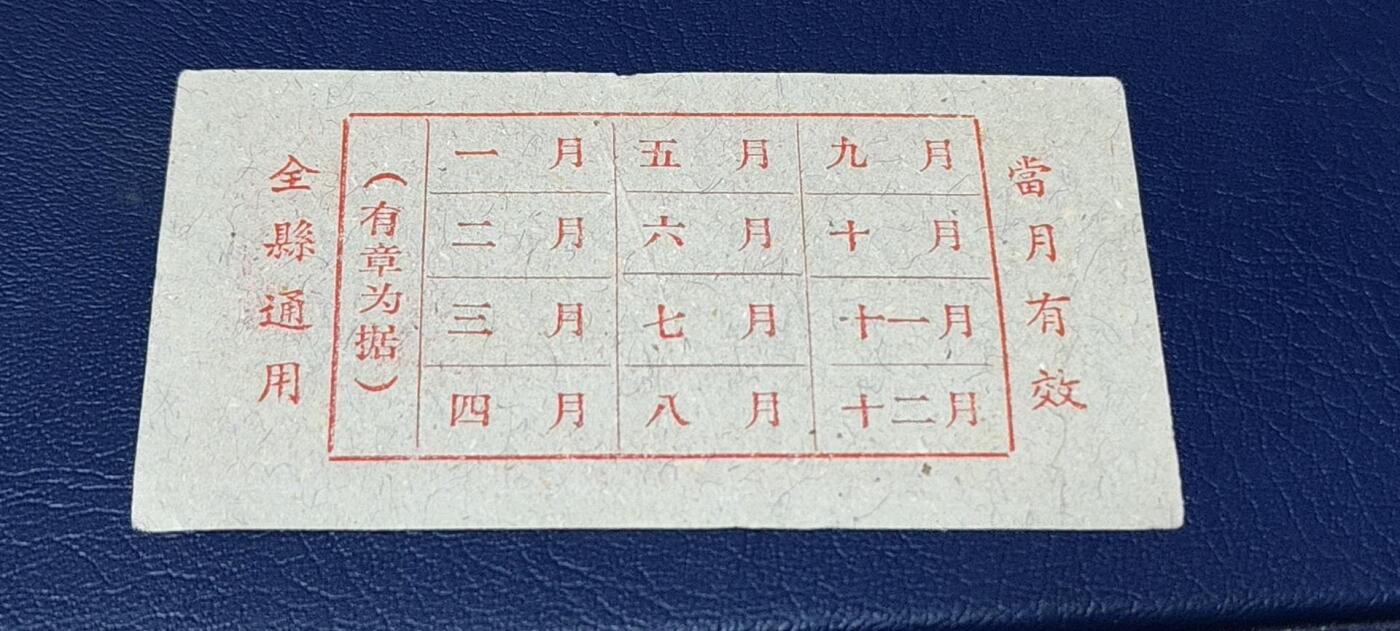 全縣通用
（有章为据）
一月
二月
三月
四月
五月
六月
七月
八月
九月
十月
十一月
十二月
當月有效